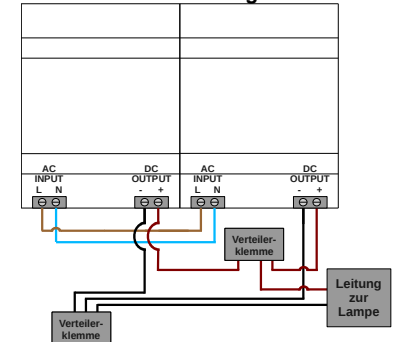 AC
INPUT
L N
DC
OUTPUT
- +
AC
INPUT
L N
DC
OUTPUT
- +
Verteiler-
klemme
Leitung
zur
Lampe
Verteiler-
klemme